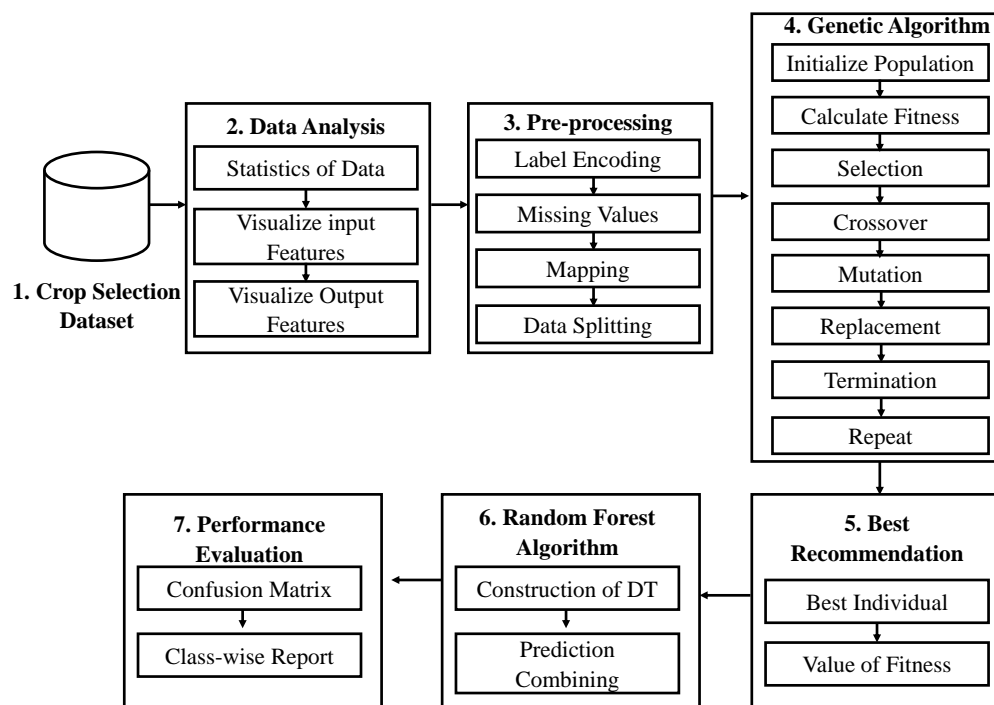 1. Crop Selection
Dataset
2. Data Analysis
Statistics of Data
Visualize input
Features
Visualize Output
Features
3. Pre-processing
Label Encoding
Missing Values
Mapping
Data Splitting
4. Genetic Algorithm
Initialize Population
Calculate Fitness
Selection
Crossover
Mutation
Replacement
Termination
Repeat
5. Best
Recommendation
Best Individual
Value of Fitness
6. Random Forest
Algorithm
Construction of DT
Prediction
Combining
7. Performance
Evaluation
Confusion Matrix
Class-wise Report